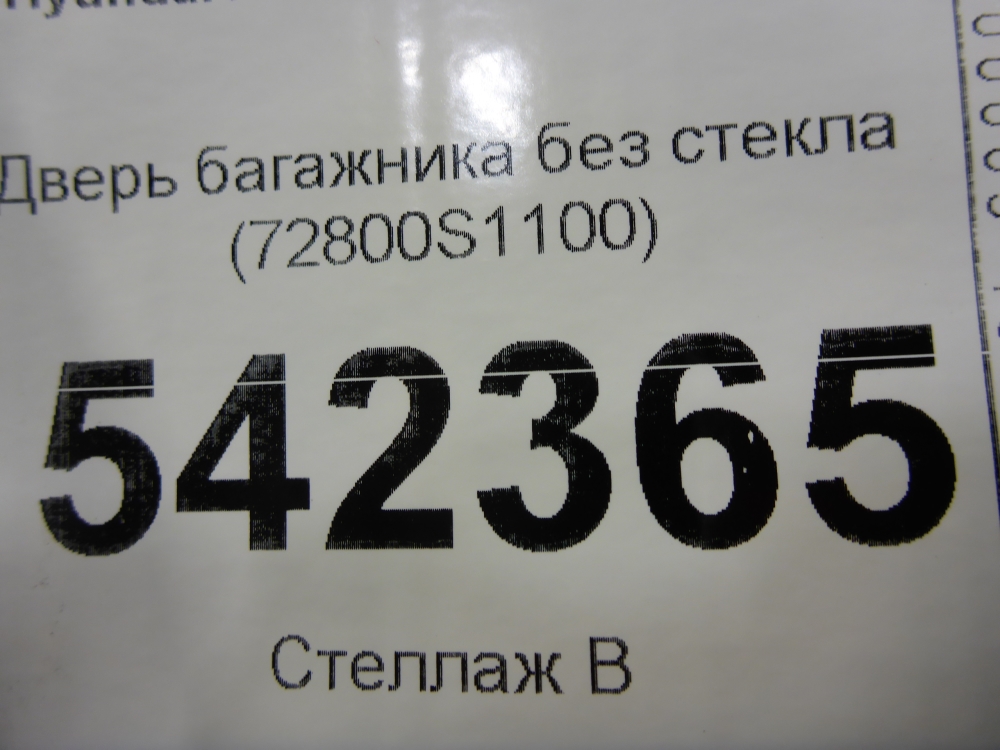 Дверь багажника без стекла
(72800S1100)
542365
Стеллаж В